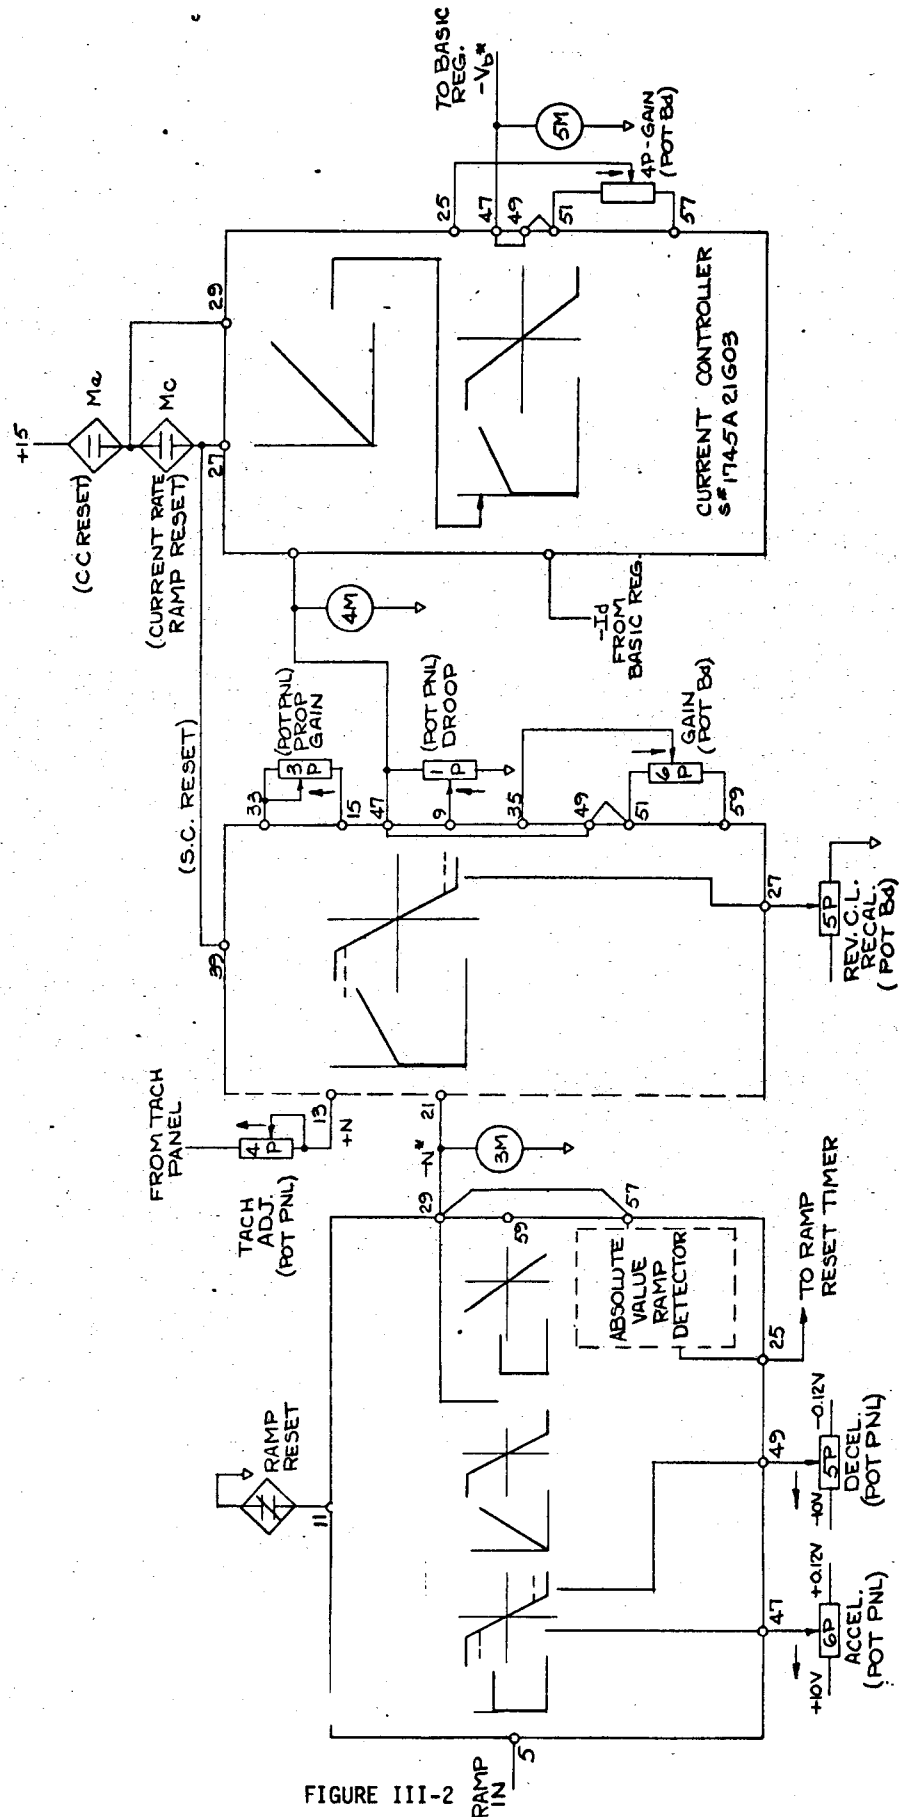 RAMP
IN
5
11
RAMP
RESET
+10V
6P
+0.12V
ACCEL.
(POT PNL)
47
-10V
5P
-0.12V
DECEL.
(POT PNL)
49
25
TO RAMP
RESET TIMER
ABSOLUTE
VALUE
RAMP
DETECTOR
29
59
57
-N*
3M
FROM TACH
PANEL
4
P
TACH
ADJ.
(POT PNL)
13
+N
21
39
(S.C. RESET)
33
15
3
P
(POT PNL)
PROP
GAIN
47
9
1
P
(POT PNL)
DROOP
35
49
51
59
6
P
GAIN
(POT Bd)
27
5P
REV. C.L.
RECAL.
(POT Bd)
4M
-Id
FROM
BASIC REG.
+15
Ma
(CC RESET)
Mc
(CURRENT RATE
RAMP RESET)
27
29
CURRENT CONTROLLER
S#1745A21G03
25
47
49
51
57
TO BASIC
REG.
-Vb*
5M
4P-GAIN
(POT Bd)
FIGURE III-2